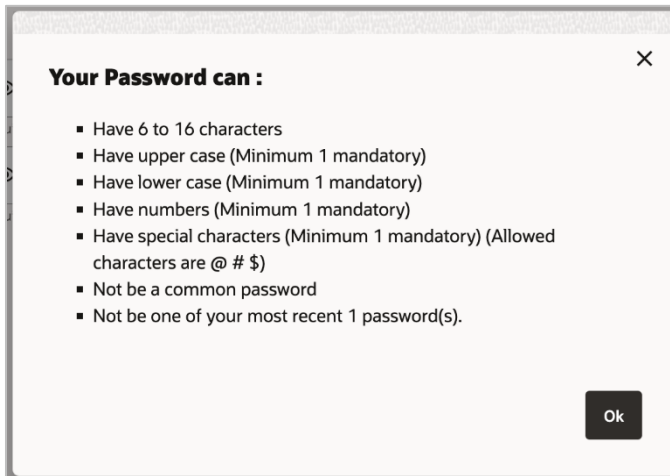 Your Password can :
▪ Have 6 to 16 characters
▪ Have upper case (Minimum 1 mandatory)
▪ Have lower case (Minimum 1 mandatory)
▪ Have numbers (Minimum 1 mandatory)
▪ Have special characters (Minimum 1 mandatory) (Allowed
characters are @ # $)
▪ Not be a common password
▪ Not be one of your most recent 1 password(s).
Ok